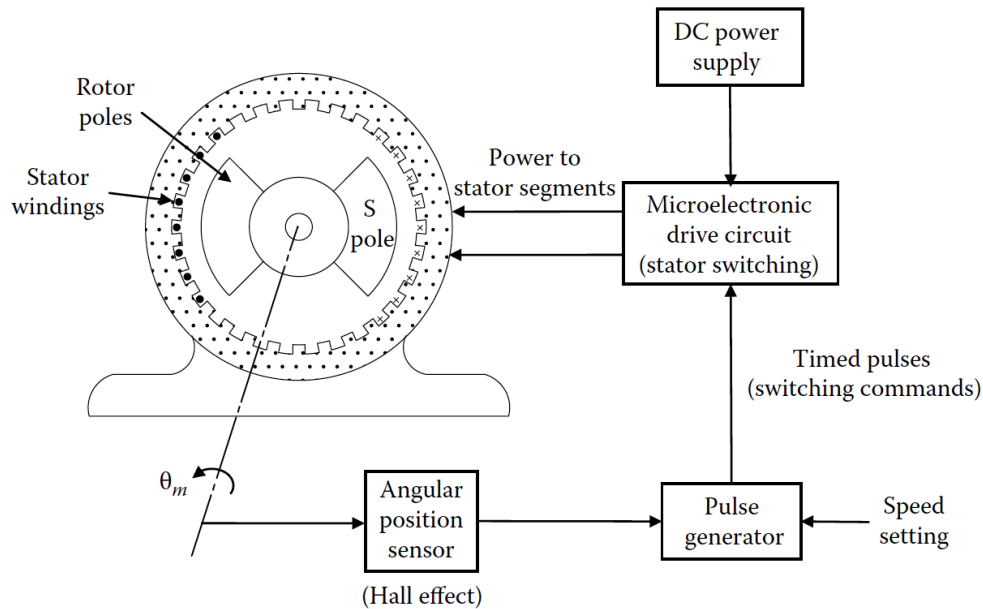 DC power
supply
Rotor
poles
Stator
windings
S
pole
Power to
stator segments
Microelectronic
drive circuit
(stator switching)
Timed pulses
(switching commands)
θm
Angular
position
sensor
(Hall effect)
Pulse
generator
Speed
setting